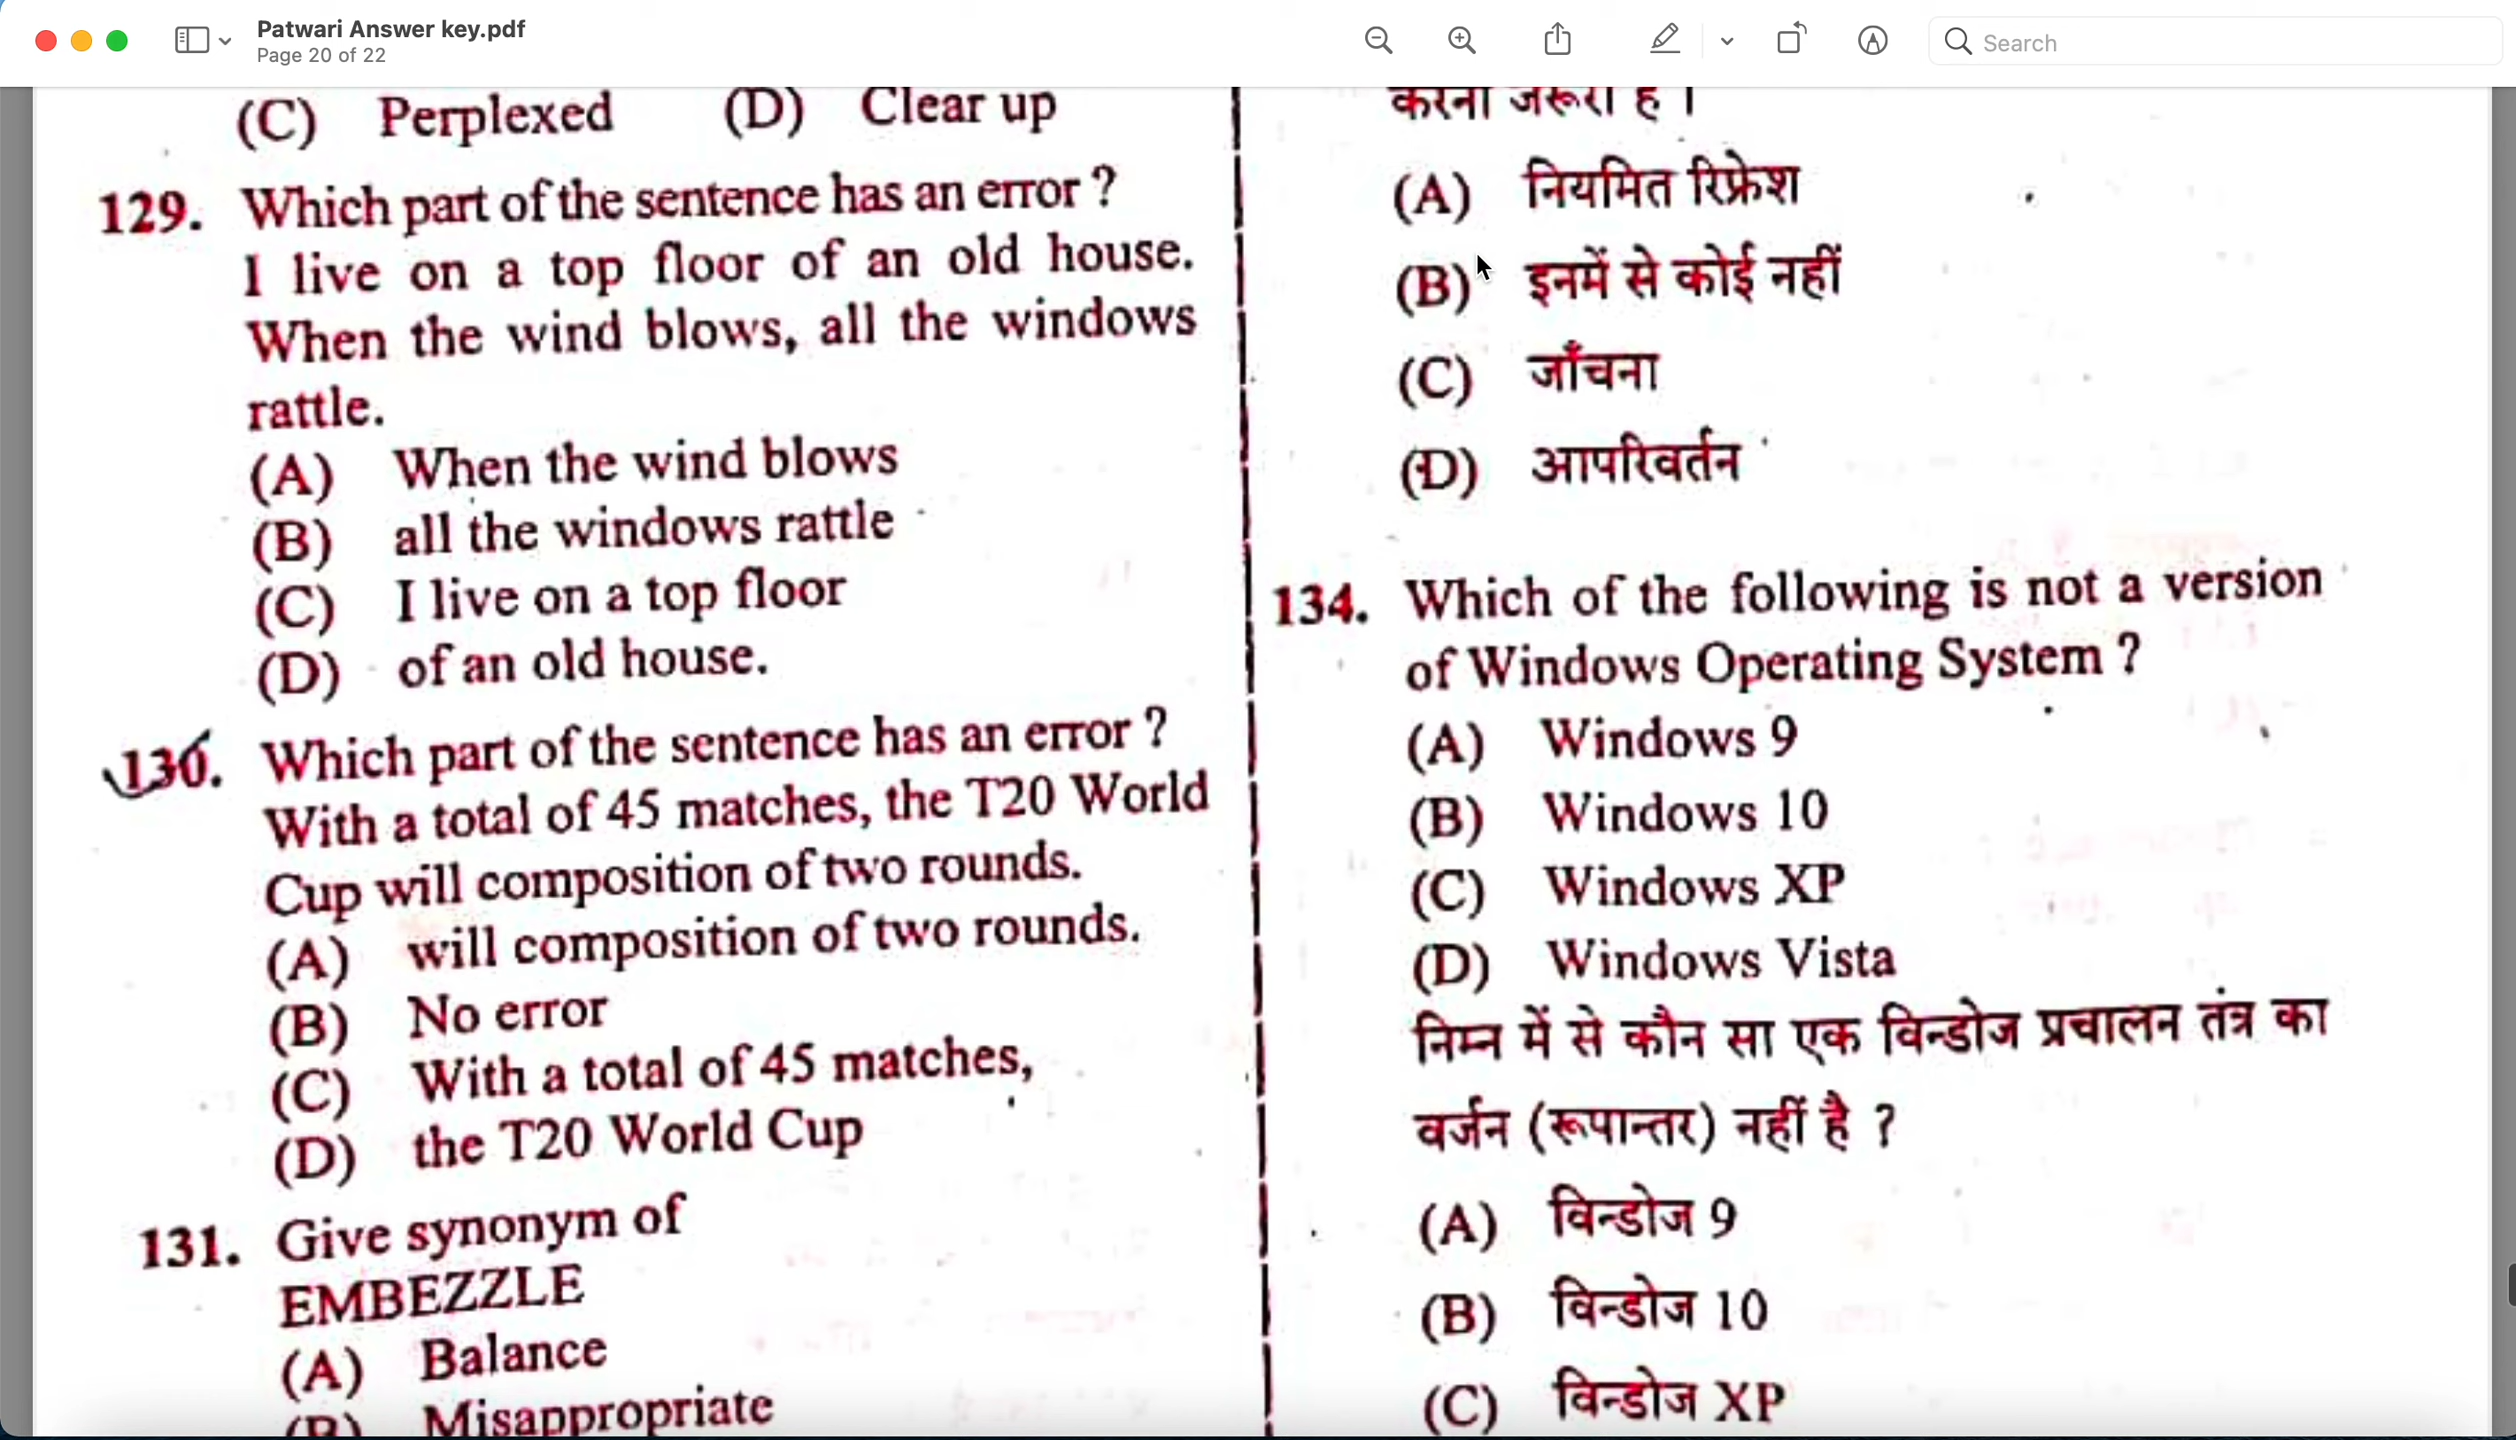 Patwari Answer key.pdf
Page 20 of 22
Search
(C) Perplexed (D) Clear up
129. Which part of the sentence has an error ?
I live on a top floor of an old house.
When the wind blows, all the windows
rattle.
(A) When the wind blows
(B) all the windows rattle
(C) I live on a top floor
(D) of an old house.
130. Which part of the sentence has an error ?
With a total of 45 matches, the T20 World
Cup will composition of two rounds.
(A) will composition of two rounds.
(B) No error
(C) With a total of 45 matches,
(D) the T20 World Cup
131. Give synonym of
EMBEZZLE
(A) Balance
(B) Misappropriate
करना जरूरी है ।
(A) नियमित रिफ्रेश
(B) इनमें से कोई नहीं
(C) जाँचना
(D) आपरिवर्तन
134. Which of the following is not a version
of Windows Operating System ?
(A) Windows 9
(B) Windows 10
(C) Windows XP
(D) Windows Vista
निम्न में से कौन सा एक विन्डोज प्रचालन तंत्र का
वर्जन (रूपान्तर) नहीं है ?
(A) विन्डोज 9
(B) विन्डोज 10
(C) विन्डोज XP